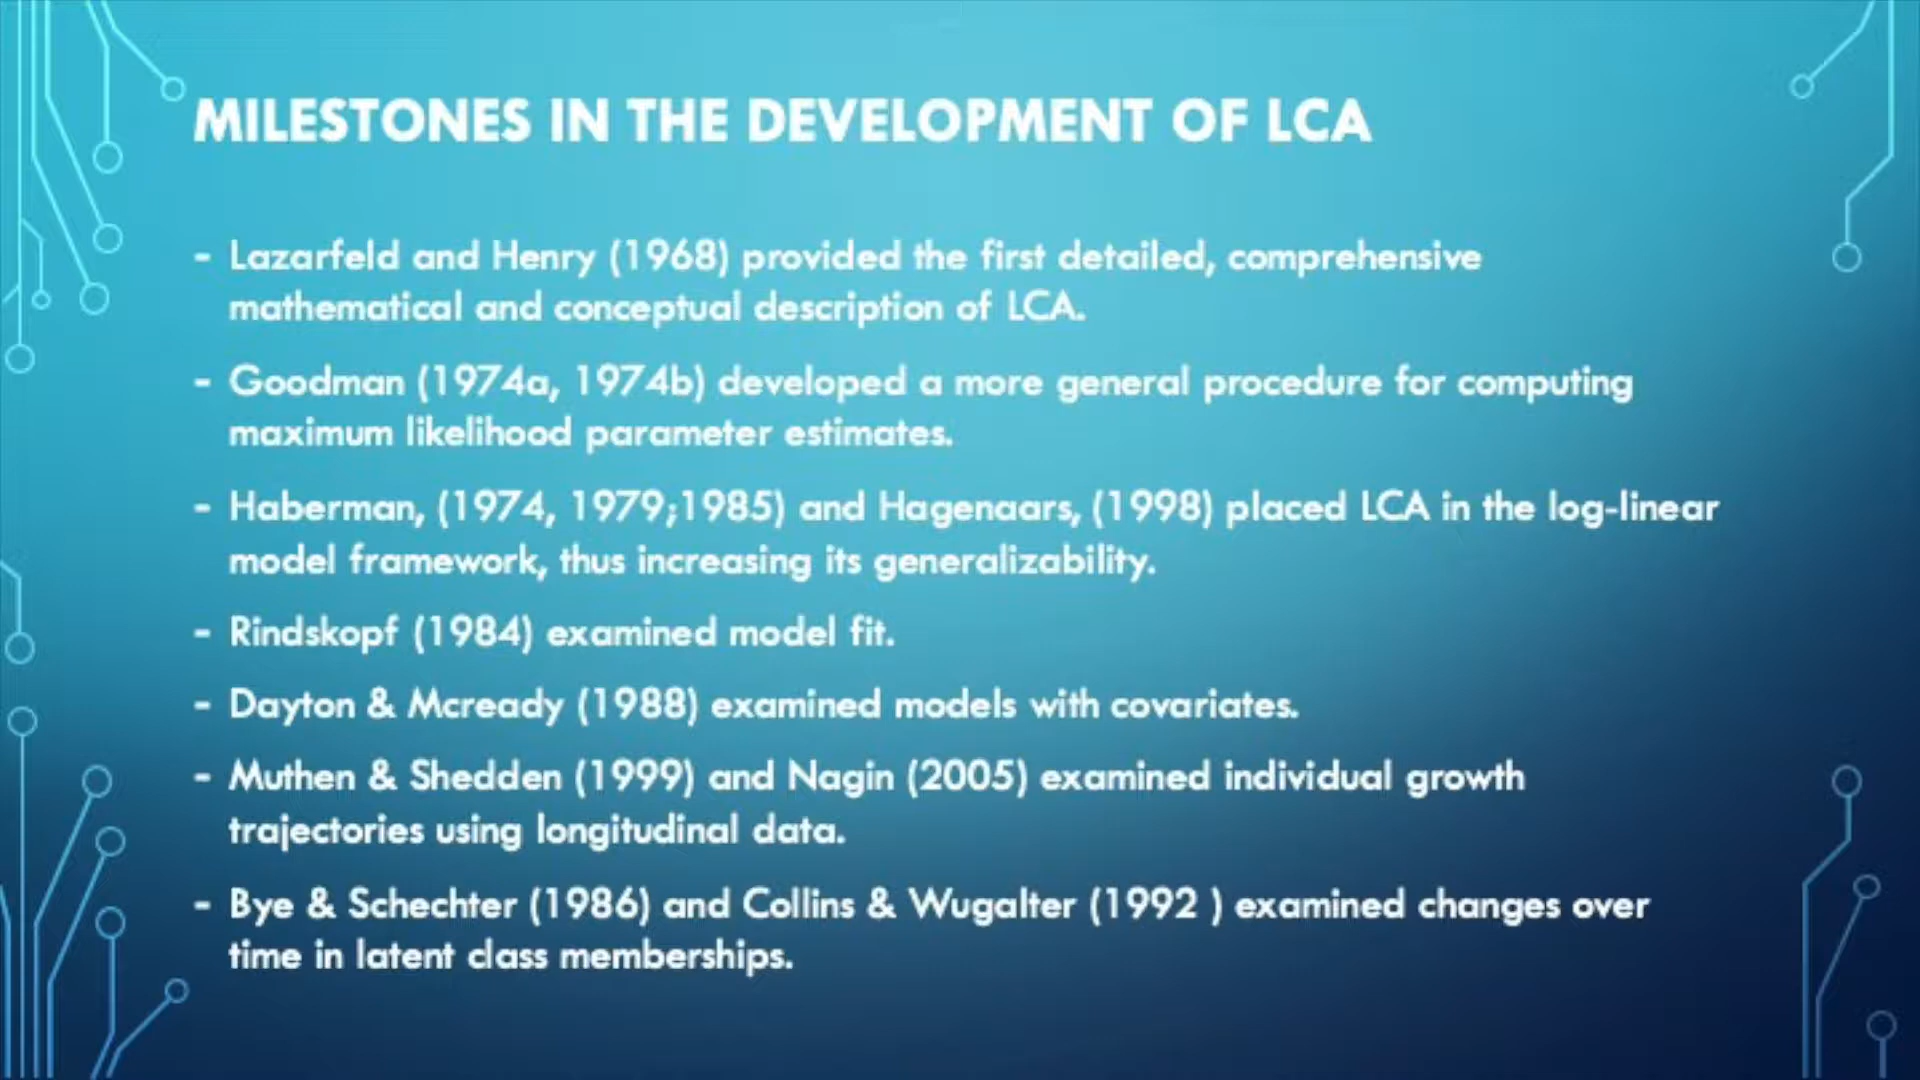 MILESTONES IN THE DEVELOPMENT OF LCA
- Lazarfeld and Henry (1968) provided the first detailed, comprehensive
mathematical and conceptual description of LCA.
- Goodman (1974a, 1974b) developed a more general procedure for computing
maximum likelihood parameter estimates.
- Haberman, (1974, 1979;1985) and Hagenaars, (1998) placed LCA in the log-linear
model framework, thus increasing its generalizability.
- Rindskopf (1984) examined model fit.
- Dayton & Mcready (1988) examined models with covariates.
- Muthen & Shedden (1999) and Nagin (2005) examined individual growth
trajectories using longitudinal data.
- Bye & Schechter (1986) and Collins & Wugalter (1992 ) examined changes over
time in latent class memberships.